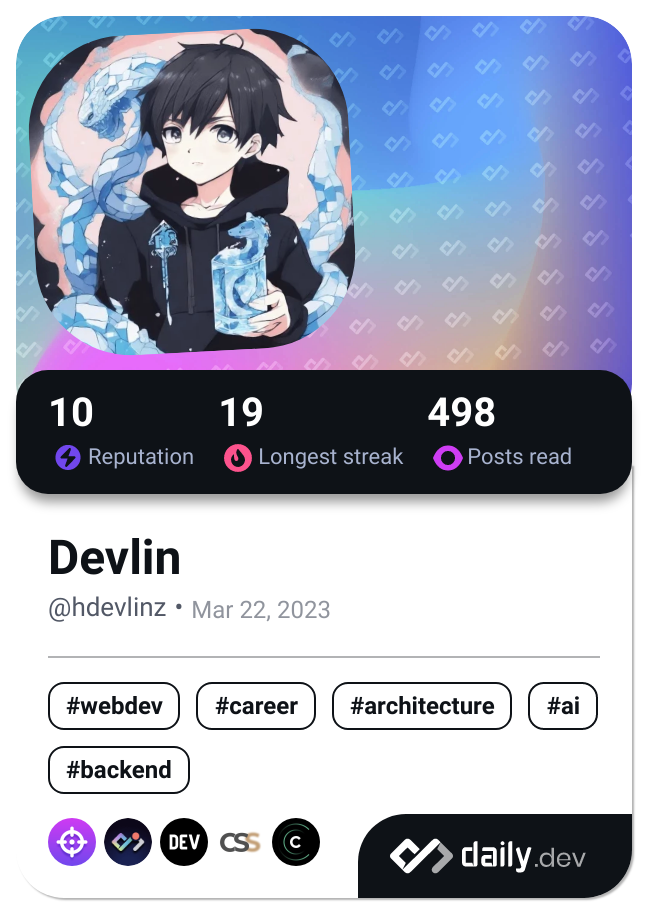 10 19 498
Reputation Longest streak Posts read
Devlin
@hdevlinz • Mar 22, 2023
#webdev #career #architecture #ai
#backend
DEV CSS C
daily.dev